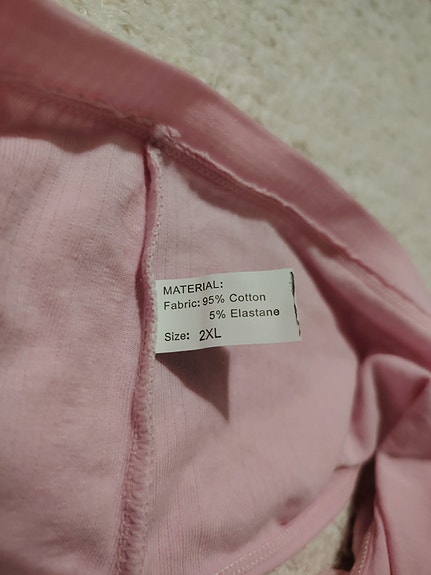 MATERIAL:
Fabric: 95% Cotton
5% Elastane
Size: 2XL